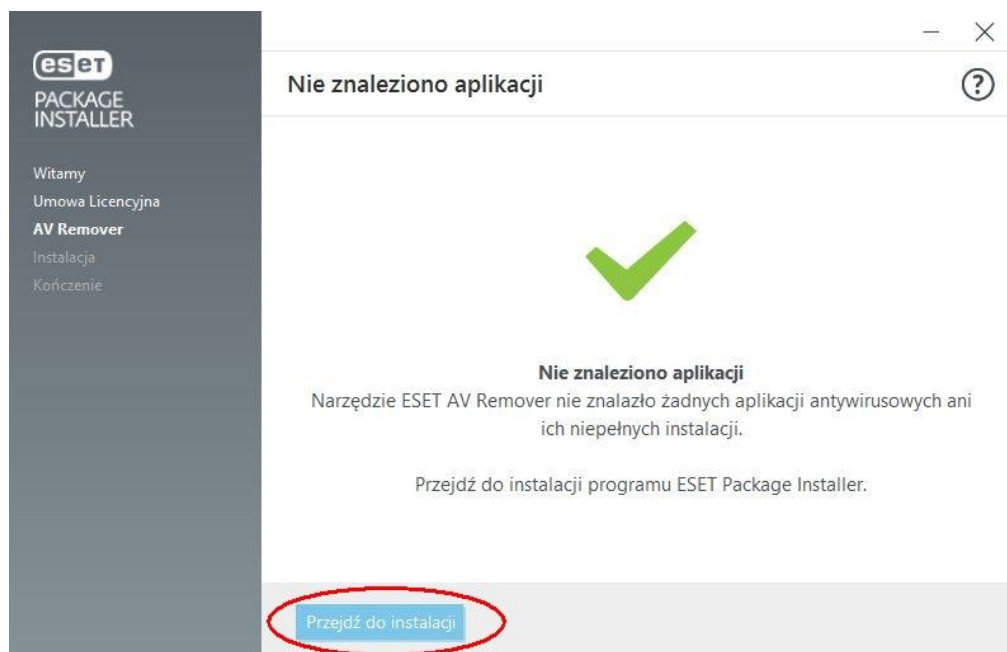 eset
PACKAGE
INSTALLER
Witamy
Umowa Licencyjna
AV Remover
Instalacja
Kończenie
Nie znaleziono aplikacji
?
Nie znaleziono aplikacji
Narzędzie ESET AV Remover nie znalazło żadnych aplikacji antywirusowych ani
ich niepełnych instalacji.
Przejdź do instalacji programu ESET Package Installer.
Przejdź do instalacji